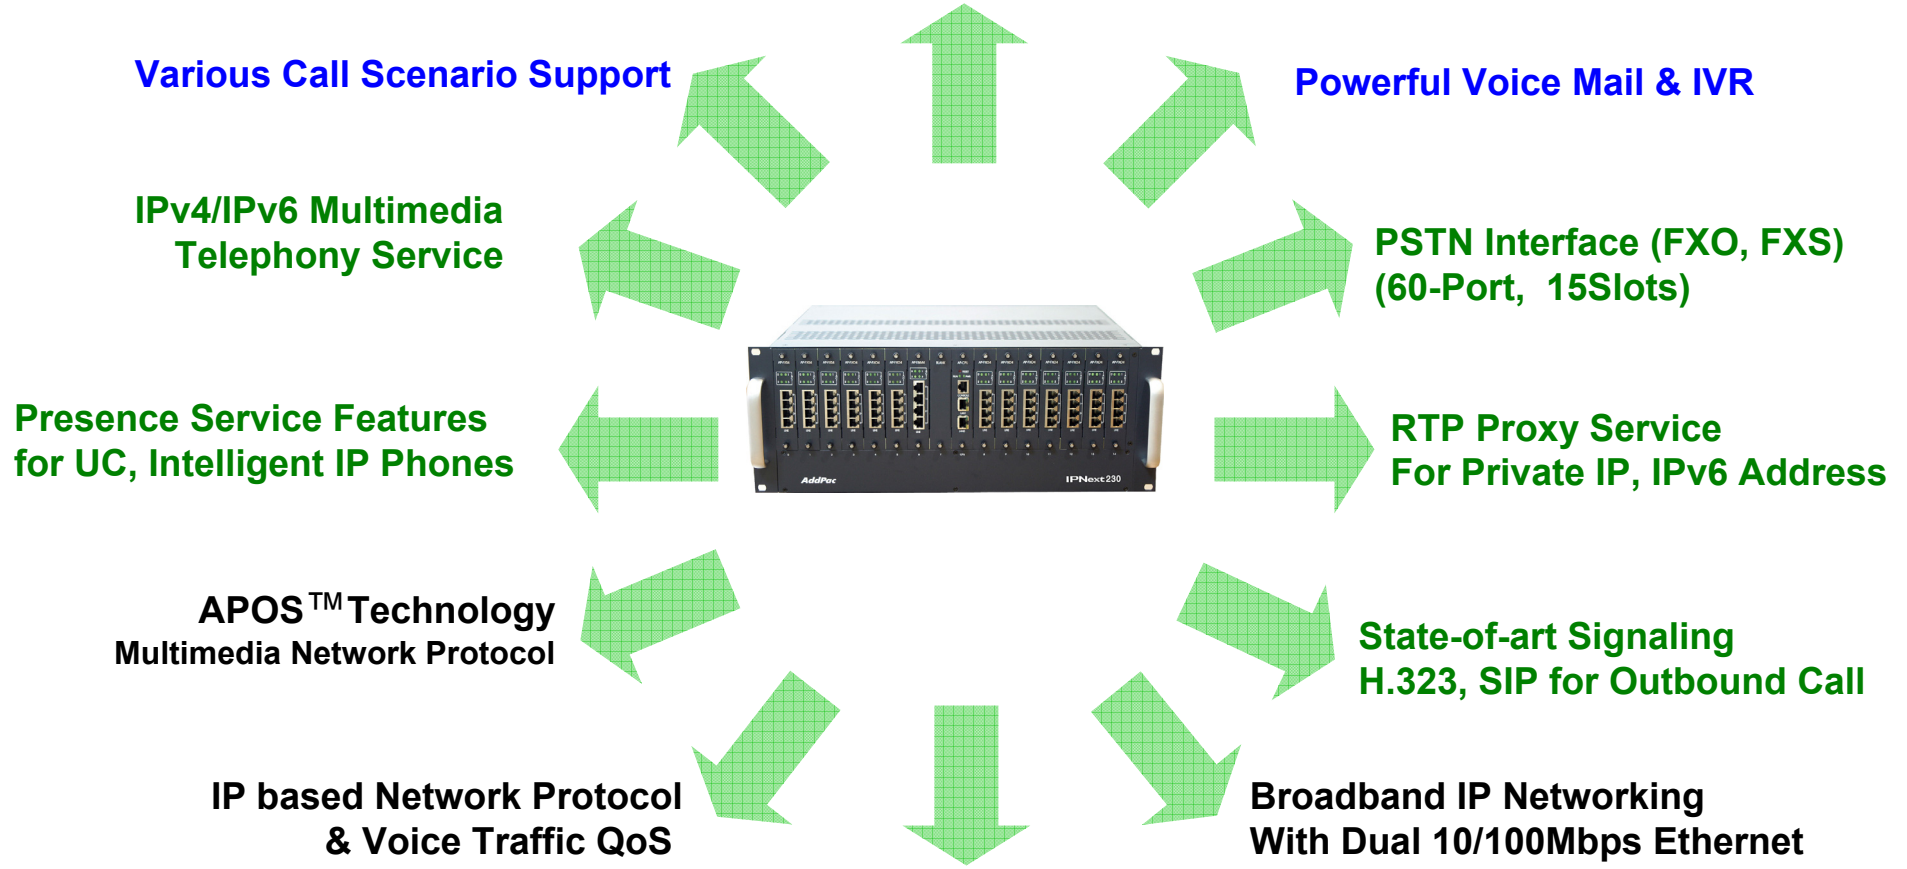 Various Call Scenario Support
Powerful Voice Mail & IVR
IPv4/IPv6 Multimedia
Telephony Service
PSTN Interface (FXO, FXS)
(60-Port, 15Slots)
Presence Service Features
for UC, Intelligent IP Phones
RTP Proxy Service
For Private IP, IPv6 Address
AddPac
IPNext230
APOS™Technology
Multimedia Network Protocol
State-of-art Signaling
H.323, SIP for Outbound Call
IP based Network Protocol
& Voice Traffic QoS
Broadband IP Networking
With Dual 10/100Mbps Ethernet